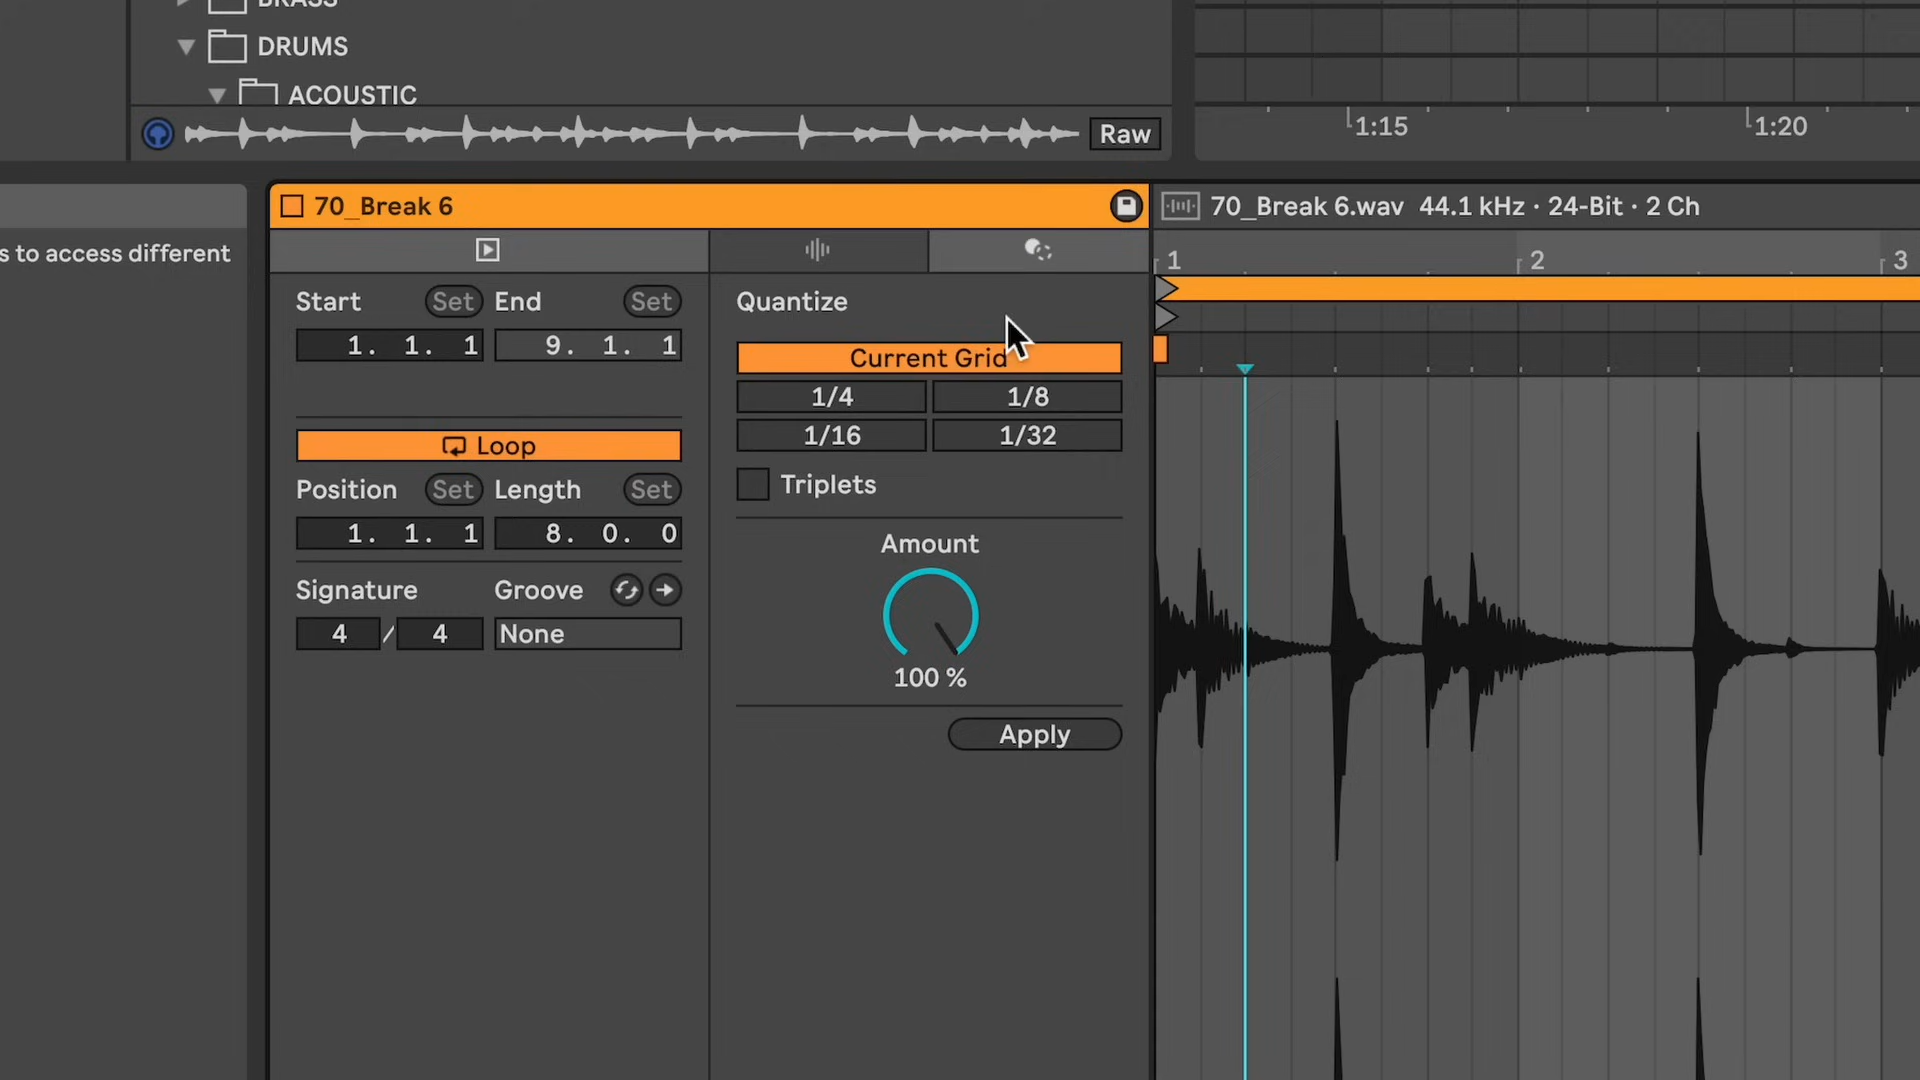 BRASS
DRUMS
ACOUSTIC
Raw
1:15
1:20
70_Break 6
70_Break 6.wav 44.1 kHz · 24-Bit · 2 Ch
s to access different
1
2
3
Start Set End Set
1. 1. 1 9. 1. 1
Loop
Position Set Length Set
1. 1. 1 8. 0. 0
Signature Groove
4 / 4 None
Quantize
Current Grid
1/4 1/8
1/16 1/32
Triplets
Amount
100 %
Apply